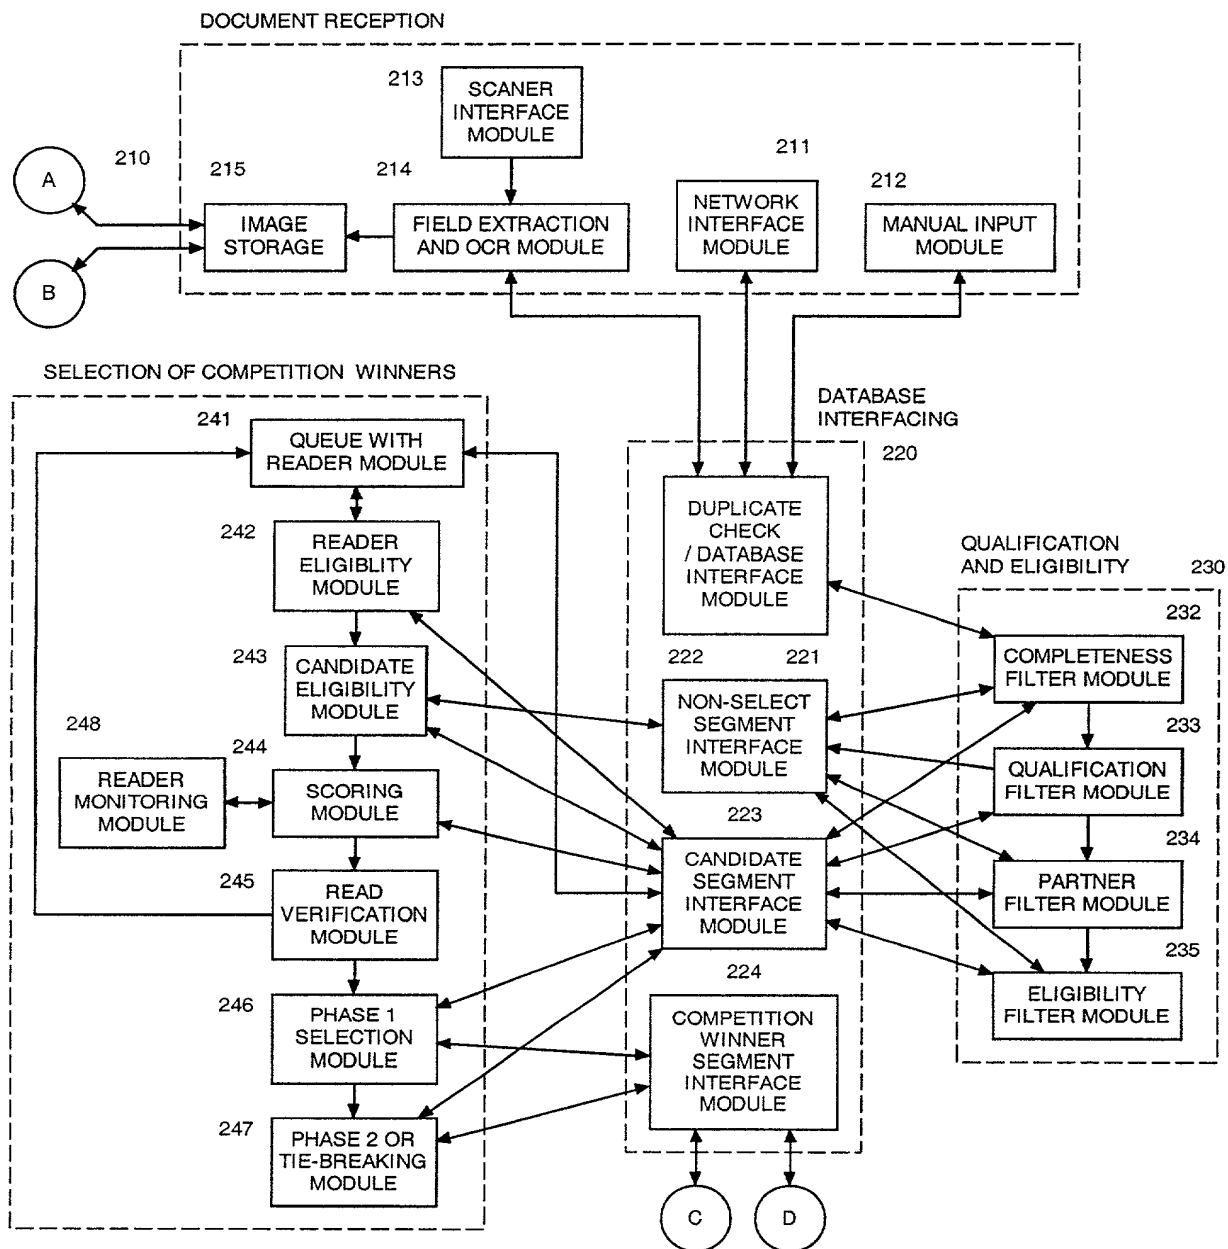 DOCUMENT RECEPTION
213
SCANER
INTERFACE
MODULE
210
215
214
211
212
A
IMAGE
STORAGE
FIELD EXTRACTION
AND OCR MODULE
NETWORK
INTERFACE
MODULE
MANUAL INPUT
MODULE
B
SELECTION OF COMPETITION WINNERS
241
QUEUE WITH
READER MODULE
242
READER
ELIGIBLITY
MODULE
243
CANDIDATE
ELIGIBILITY
MODULE
248
READER
MONITORING
MODULE
244
SCORING
MODULE
245
READ
VERIFICATION
MODULE
246
PHASE 1
SELECTION
MODULE
247
PHASE 2 OR
TIE-BREAKING
MODULE
DATABASE
INTERFACING
220
DUPLICATE
CHECK
/ DATABASE
INTERFACE
MODULE
222
221
NON-SELECT
SEGMENT
INTERFACE
MODULE
223
CANDIDATE
SEGMENT
INTERFACE
MODULE
224
COMPETITION
WINNER
SEGMENT
INTERFACE
MODULE
C
D
QUALIFICATION
AND ELIGIBILITY
230
232
COMPLETENESS
FILTER MODULE
233
QUALIFICATION
FILTER MODULE
234
PARTNER
FILTER MODULE
235
ELIGIBILITY
FILTER MODULE